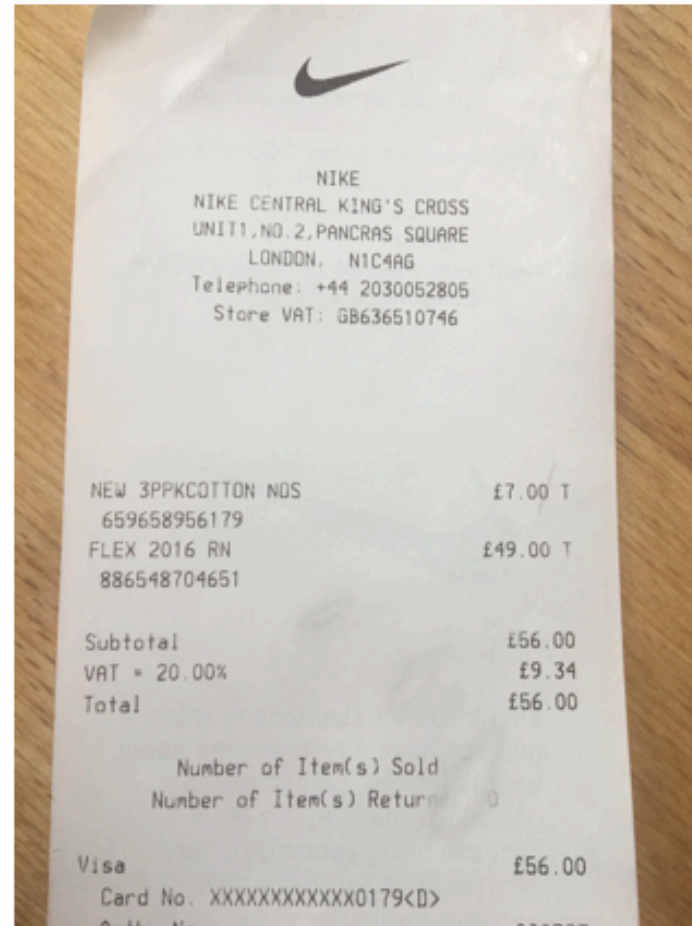 NIKE
NIKE CENTRAL KING'S CROSS
UNIT1,NO.2,PANCRAS SQUARE
LONDON, N1C4AG
Telephone: +44 2030052805
Store VAT: GB636510746
NEW 3PPKCOTTON NOS £7.00 T
659658956179
FLEX 2016 RN £49.00 T
886548704651
Subtotal £56.00
VAT = 20.00% £9.34
Total £56.00
Number of Item(s) Sold
Number of Item(s) Return 0
Visa £56.00
Card No. XXXXXXXXXXXX0179<D>